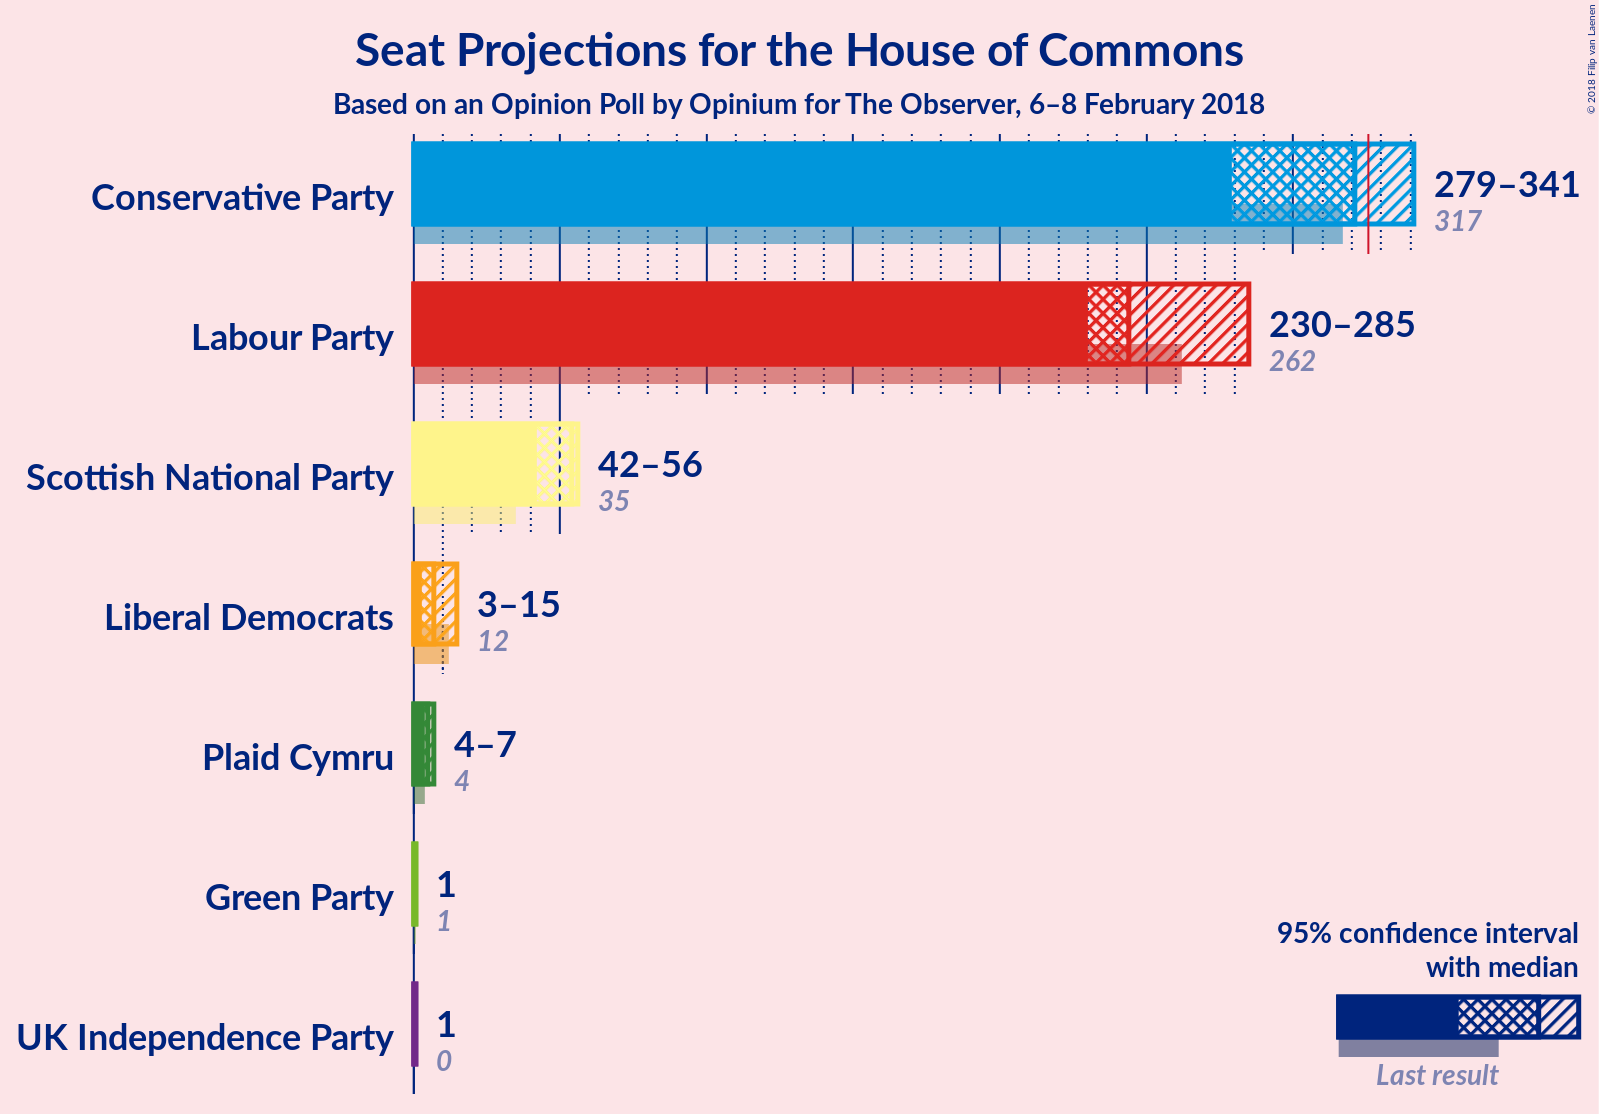 Seat Projections for the House of Commons
Based on an Opinion Poll by Opinium for The Observer, 6–8 February 2018
© 2018 Filip van Laenen
Conservative Party
279–341
317
Labour Party
230–285
262
Scottish National Party
42–56
35
Liberal Democrats
3–15
12
Plaid Cymru
4–7
4
Green Party
1
1
UK Independence Party
1
0
95% confidence interval
with median
Last result